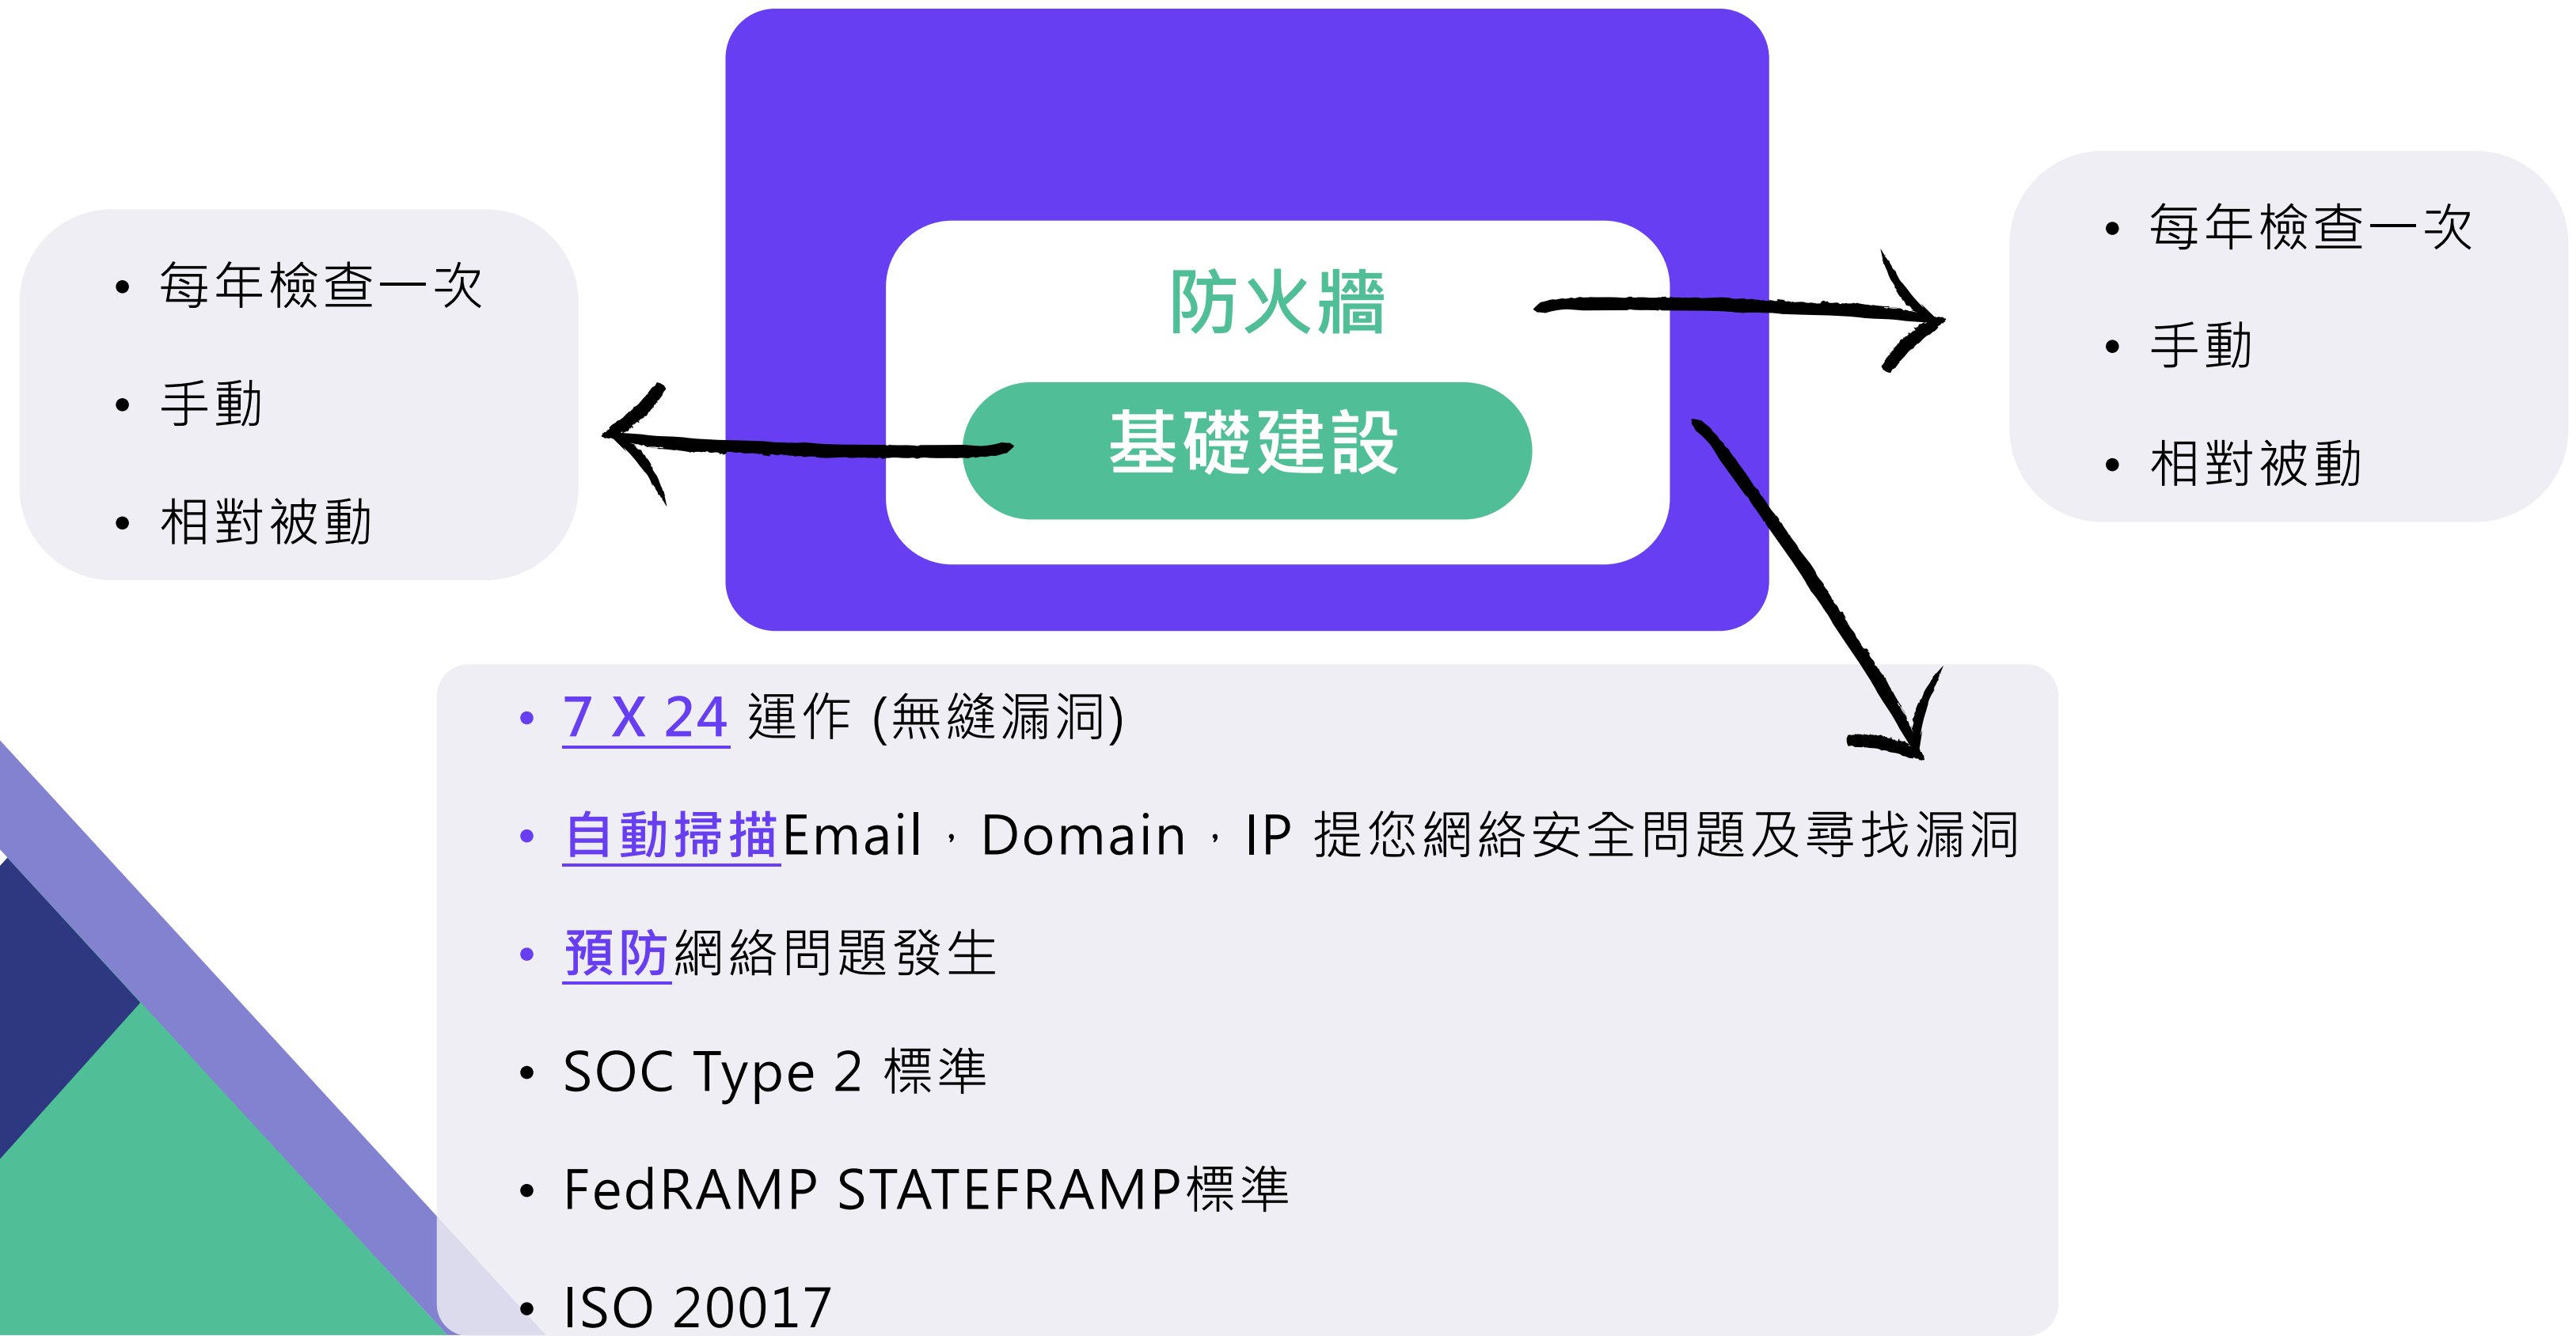 防火牆
基礎建設
每年檢查一次
手動
相對被動
每年檢查一次
手動
相對被動
7 X 24 運作 (無縫漏洞)
自動掃描Email，Domain，IP 提您網絡安全問題及尋找漏洞
預防網絡問題發生
SOC Type 2 標準
FedRAMP STATEFRAMP標準
ISO 20017